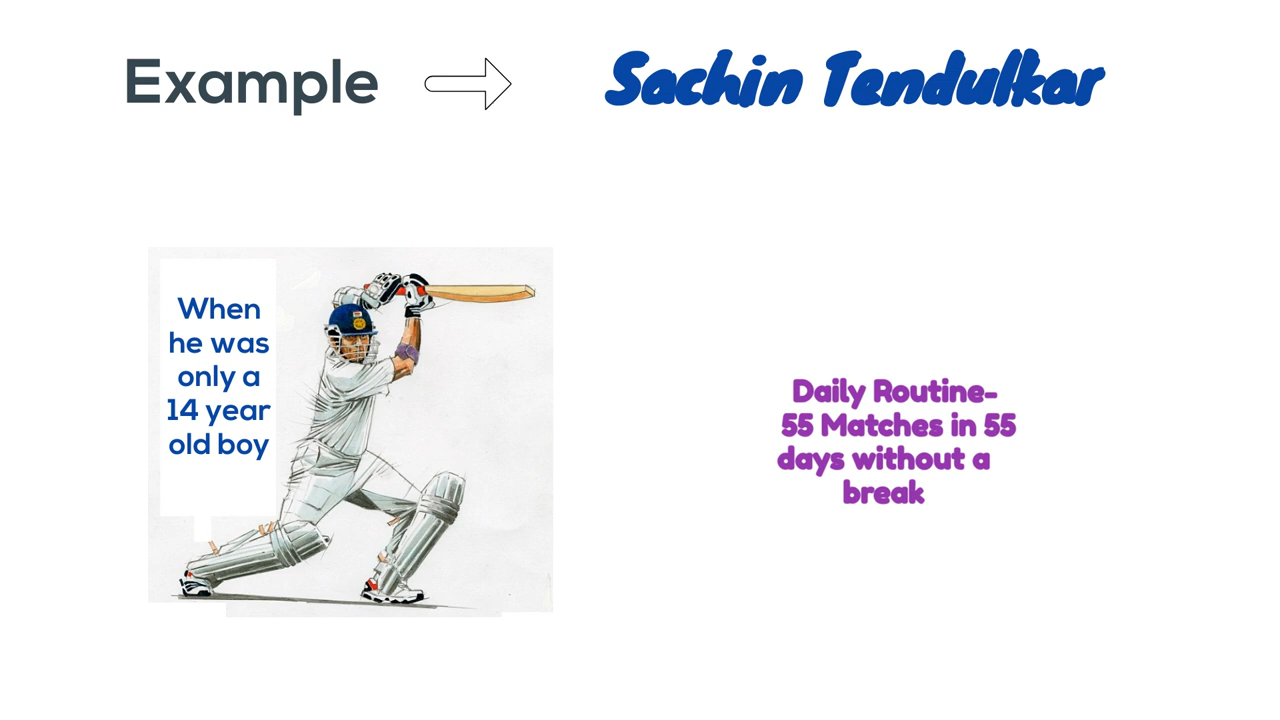 Example
Sachin Tendulkar
When
he was
only a
14 year
old boy
Daily Routine-
55 Matches in 55
days without a
break